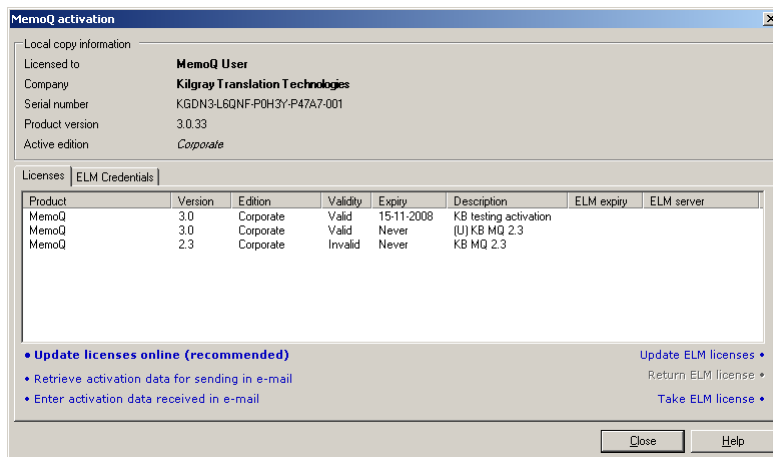 MemoQ activation
Local copy information
Licensed to MemoQ User
Company Kilgray Translation Technologies
Serial number KGDN3-L6QNF-P0H3Y-P47A7-001
Product version 3.0.33
Active edition Corporate
Licenses ELM Credentials
Product Version Edition Validity Expiry Description ELM expiry ELM server
MemoQ 3.0 Corporate Valid 15-11-2008 KB testing activation
MemoQ 3.0 Corporate Valid Never (U) KB MQ 2.3
MemoQ 2.3 Corporate Invalid Never KB MQ 2.3
• Update licenses online (recommended) Update ELM licenses •
• Retrieve activation data for sending in e-mail Return ELM license •
• Enter activation data received in e-mail Take ELM license •
Close Help